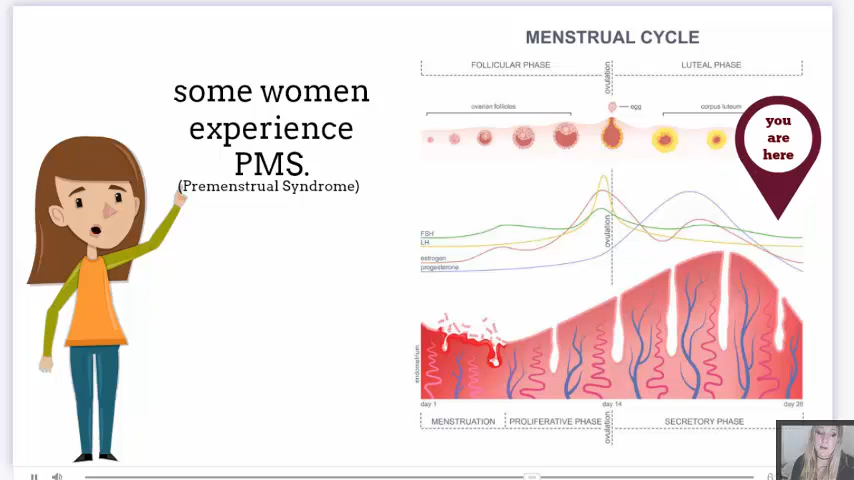 some women
experience
PMS.
(Premenstrual Syndrome)
MENSTRUAL CYCLE
FOLLICULAR PHASE
ovulation
LUTEAL PHASE
egg
ovarian follicles
corpus luteum
you
are
here
FSH
LH
estrogen
progesterone
ovulation
endometrium
day 1
day 14
day 28
MENSTRUATION
PROLIFERATIVE PHASE
ovulation
SECRETORY PHASE